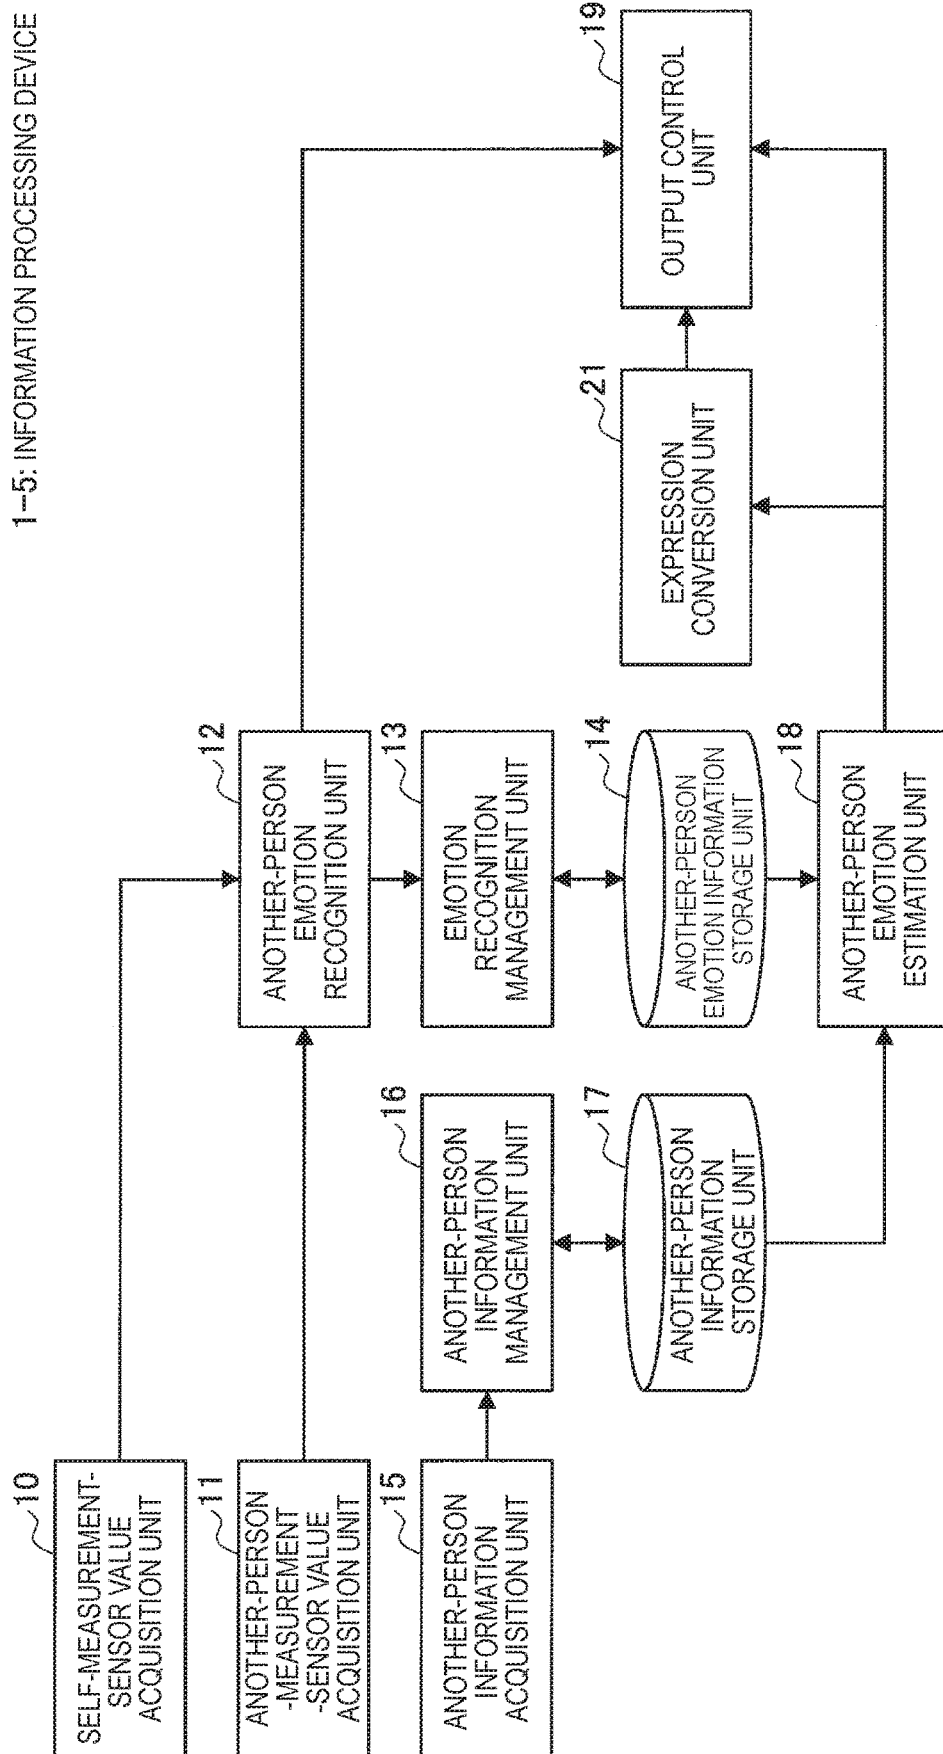 1-5: INFORMATION PROCESSING DEVICE
10
SELF-MEASUREMENT-
SENSOR VALUE
ACQUISITION UNIT
11
ANOTHER-PERSON
-MEASUREMENT
-SENSOR VALUE
ACQUISITION UNIT
15
ANOTHER-PERSON
INFORMATION
ACQUISITION UNIT
16
ANOTHER-PERSON
INFORMATION
MANAGEMENT UNIT
17
ANOTHER-PERSON
INFORMATION
STORAGE UNIT
12
ANOTHER-PERSON
EMOTION
RECOGNITION UNIT
13
EMOTION
RECOGNITION
MANAGEMENT UNIT
14
ANOTHER-PERSON
EMOTION INFORMATION
STORAGE UNIT
18
ANOTHER-PERSON
EMOTION
ESTIMATION UNIT
21
EXPRESSION
CONVERSION UNIT
19
OUTPUT CONTROL
UNIT